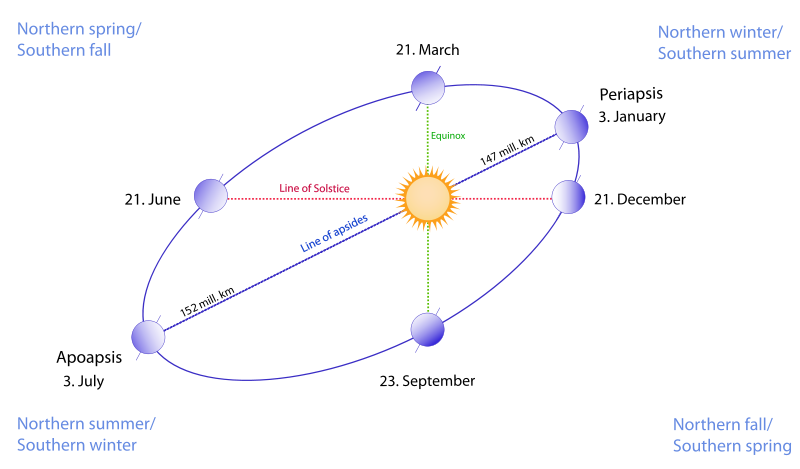 Northern spring/
Southern fall
21. March
Northern winter/
Southern summer
Periapsis
3. January
Equinox
147 mill. km
21. June
Line of Solstice
21. December
Line of apsides
152 mill. km
Apoapsis
3. July
23. September
Northern summer/
Southern winter
Northern fall/
Southern spring